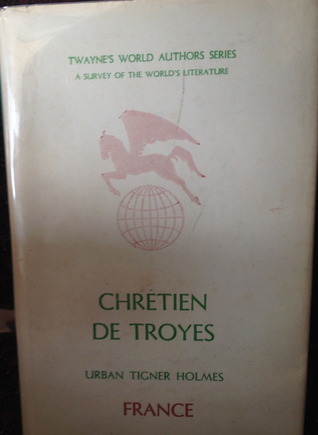 TWAYNE'S WORLD AUTHORS SERIES
A SURVEY OF THE WORLD'S LITERATURE
CHRÉTIEN
DE TROYES
URBAN TIGNER HOLMES
FRANCE